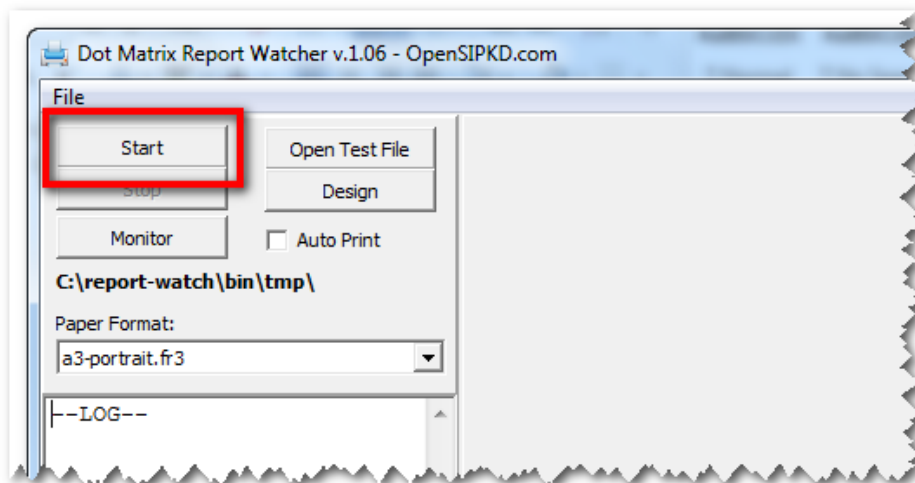 Dot Matrix Report Watcher v.1.06 - OpenSIPKD.com
File
Start
Open Test File
Stop
Design
Monitor
Auto Print
C:\report-watch\bin\tmp\
Paper Format:
a3-portrait.fr3
--LOG--